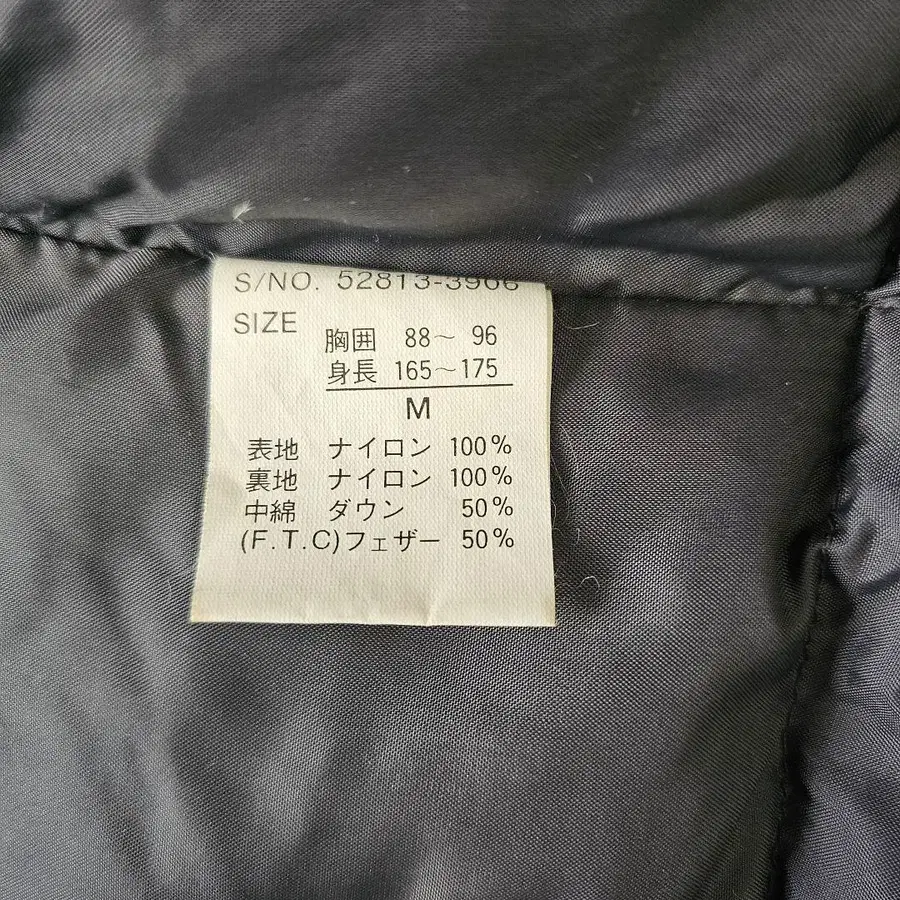 S/NO. 52813-3906
SIZE
胸囲 88～ 96
身長 165～175
M
表地 ナイロン 100%
裏地 ナイロン 100%
中綿 ダウン 50%
(F.T.C)フェザー 50%